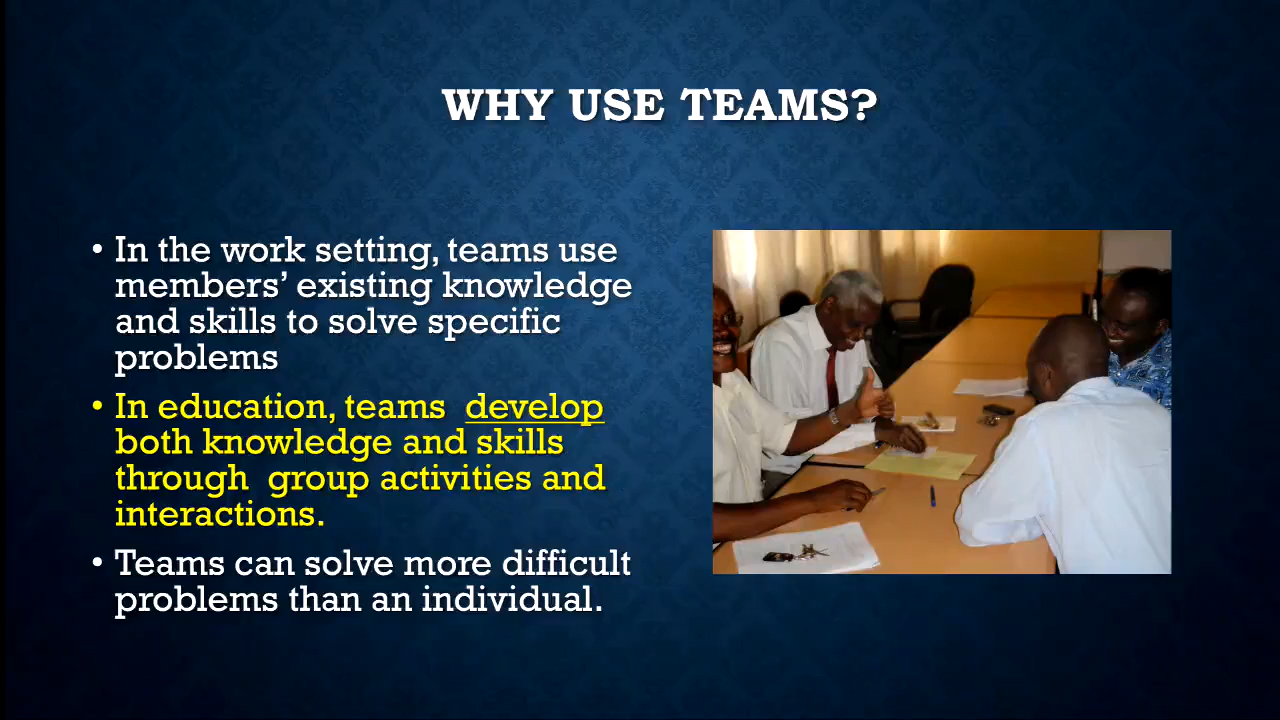 WHY USE TEAMS?
• In the work setting, teams use
members’ existing knowledge
and skills to solve specific
problems
• In education, teams develop
both knowledge and skills
through group activities and
interactions.
• Teams can solve more difficult
problems than an individual.